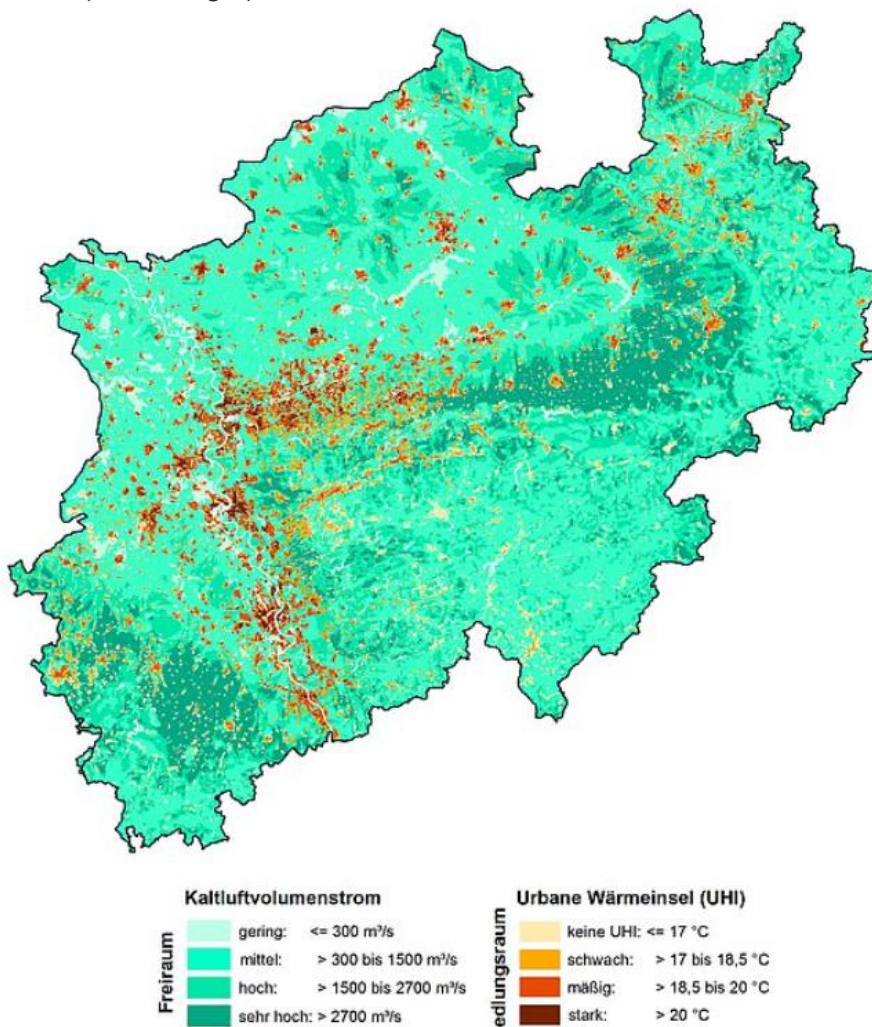 Kaltluftvolumenstrom
Freiraum
gering: <= 300 m³/s
mittel: > 300 bis 1500 m³/s
hoch: > 1500 bis 2700 m³/s
sehr hoch: > 2700 m³/s
Urbane Wärmeinsel (UHI)
edlungsraum
keine UHI: <= 17 °C
schwach: > 17 bis 18,5 °C
mäßig: > 18,5 bis 20 °C
stark: > 20 °C